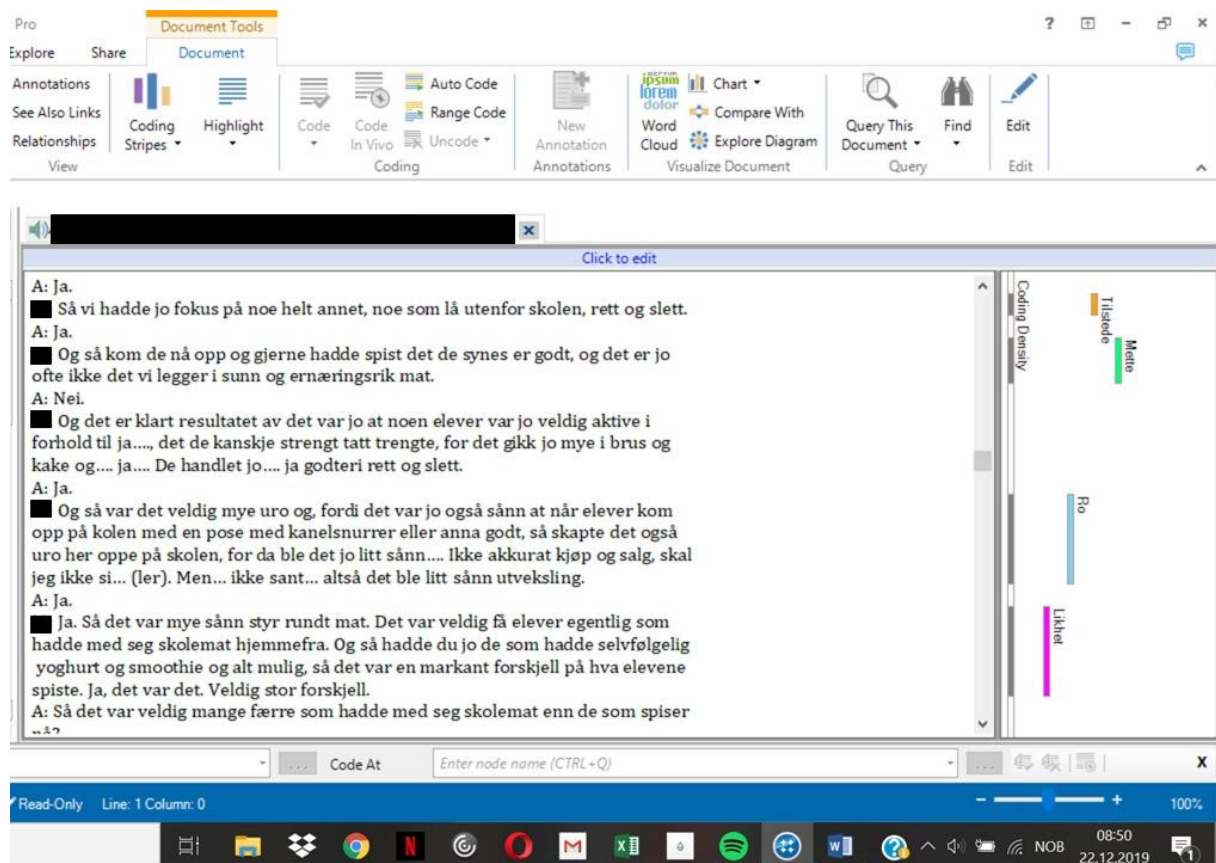 Pro
Document Tools
Explore Share Document
Annotations
See Also Links
Relationships
View
Coding
Stripes
Highlight
Code
Code
In Vivo
Auto Code
Range Code
Uncode
Coding
New
Annotation
Annotations
ipsum
lorem
dolor
Word
Cloud
Chart
Compare With
Explore Diagram
Visualize Document
Query This
Document
Find
Query
Edit
Edit
Click to edit
A: Ja.
Så vi hadde jo fokus på noe helt annet, noe som lå utenfor skolen, rett og slett.
A: Ja.
Og så kom de nå opp og gjerne hadde spist det de synes er godt, og det er jo
ofte ikke det vi legger i sunn og ernæringsrik mat.
A: Nei.
Og det er klart resultatet av det var jo at noen elever var jo veldig aktive i
forhold til ja...., det de kanskje strengt tatt trengte, for det gikk jo mye i brus og
kake og.... ja.... De handlet jo.... ja godteri rett og slett.
A: Ja.
Og så var det veldig mye uro og, fordi det var jo også sånn at når elever kom
opp på kolen med en pose med kanelsnurrer eller anna godt, så skapte det også
uro her oppe på skolen, for da ble det jo litt sånn.... Ikke akkurat kjøp og salg, skal
jeg ikke si... (ler). Men... ikke sant... altså det ble litt sånn utveksling.
A: Ja.
Ja. Så det var mye sånn styr rundt mat. Det var veldig få elever egentlig som
hadde med seg skolemat hjemmefra. Og så hadde du jo de som hadde selvfølgelig
yoghurt og smoothie og alt mulig, så det var en markant forskjell på hva elevene
spiste. Ja, det var det. Veldig stor forskjell.
A: Så det var veldig mange færre som hadde med seg skolemat enn de som spiser
nå?
Coding Density
Tilstede
Mette
Ro
Likhet
Code At
Enter node name (CTRL+Q)
X
Read-Only Line: 1 Column: 0
100%
NOB
08:50
22.12.2019